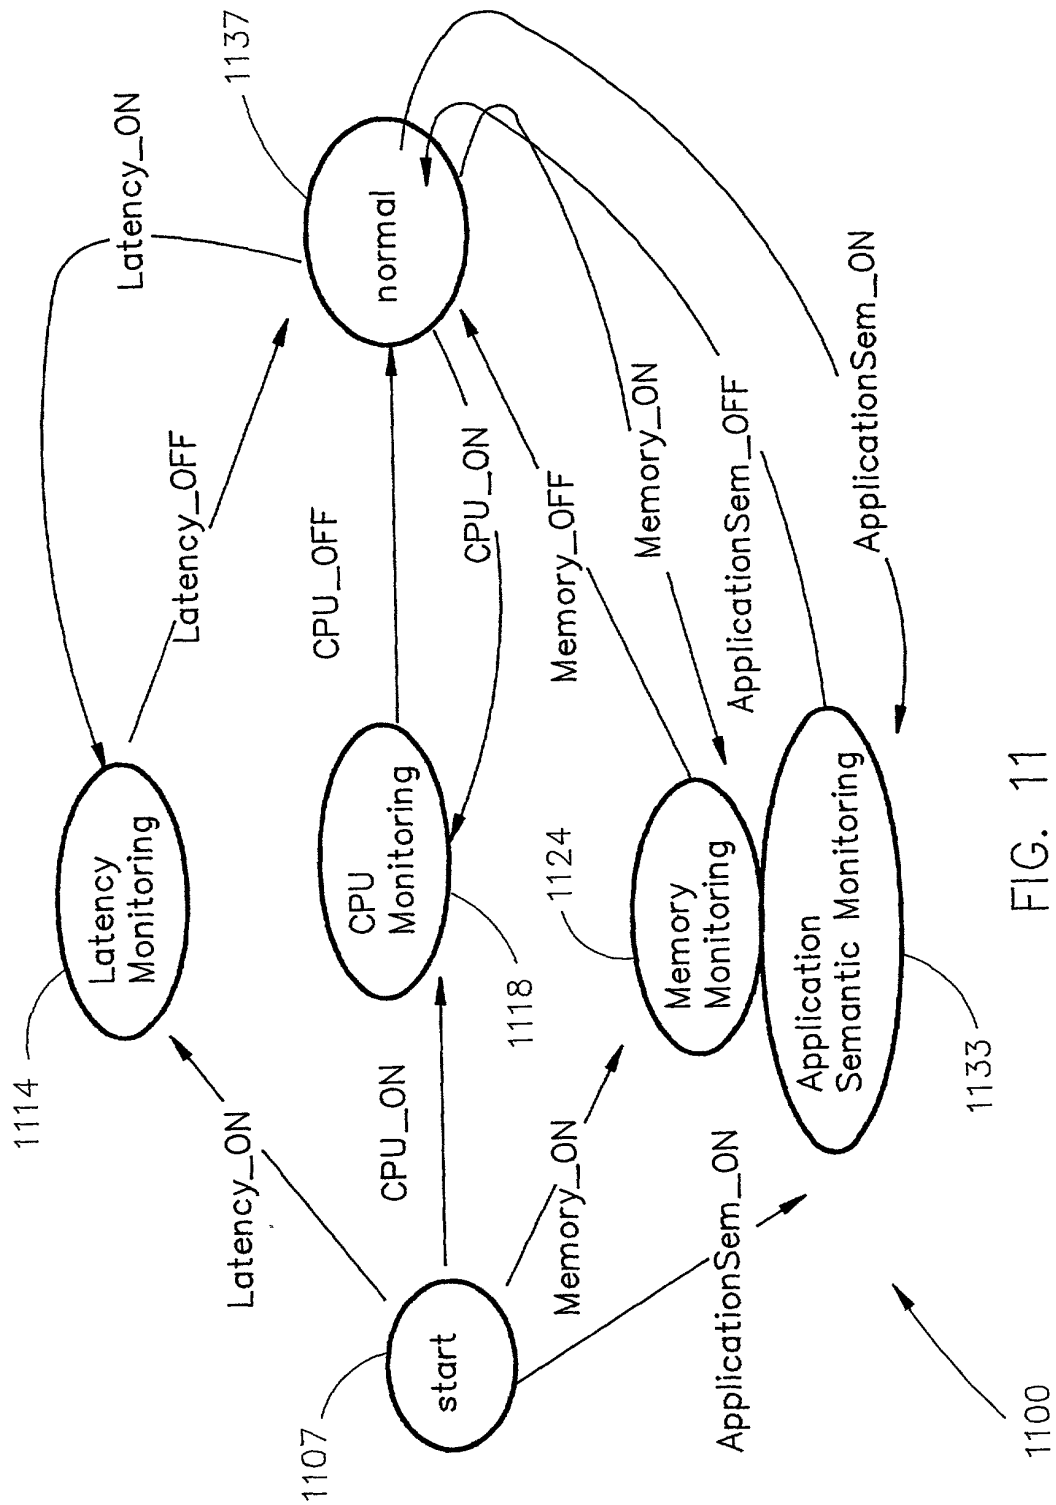 1114
Latency
Monitoring
Latency_ON
Latency_ON
Latency_OFF
1137
1107
start
CPU_ON
CPU
Monitoring
1118
CPU_OFF
CPU_ON
normal
Memory_ON
1124
Memory
Monitoring
Memory_OFF
Memory_ON
ApplicationSem_ON
Application
Semantic Monitoring
1133
ApplicationSem_OFF
ApplicationSem_ON
1100
FIG. 11